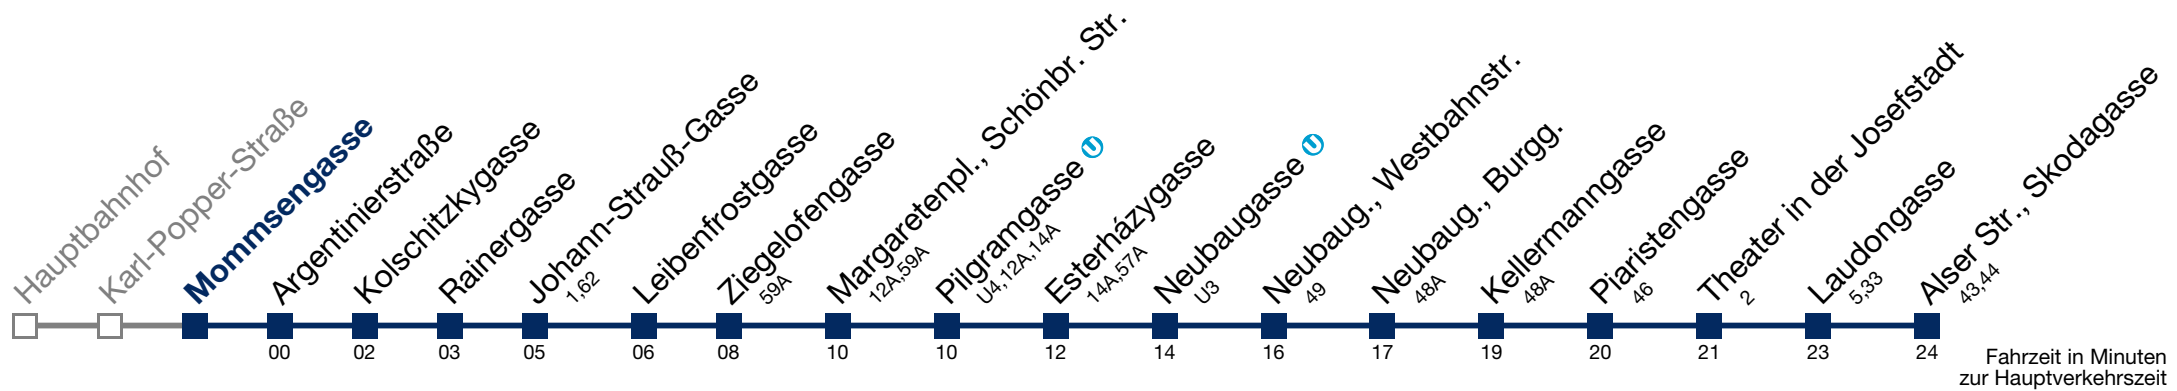 Hauptbahnhof
Karl-Popper-Straße
Mommsengasse
Argentinierstraße
00
Kolschitzkygasse
02
Rainergasse
03
Johann-Strauß-Gasse
1,62
05
Leibenfrostgasse
06
Ziegelofengasse
59A
08
Margaretenpl., Schönbr. Str.
12A,59A
10
Pilgramgasse U
U4,12A,14A
10
Esterházygasse
14A,57A
12
Neubaugasse U
U3
14
Neubaug., Westbahnstr.
49
16
Neubaug., Burgg.
48A
17
Kellermanngasse
48A
19
Piaristengasse
46
20
Theater in der Josefstadt
2
21
Laudongasse
5,33
23
Alser Str., Skodagasse
43,44
24
Fahrzeit in Minuten
zur Hauptverkehrszeit